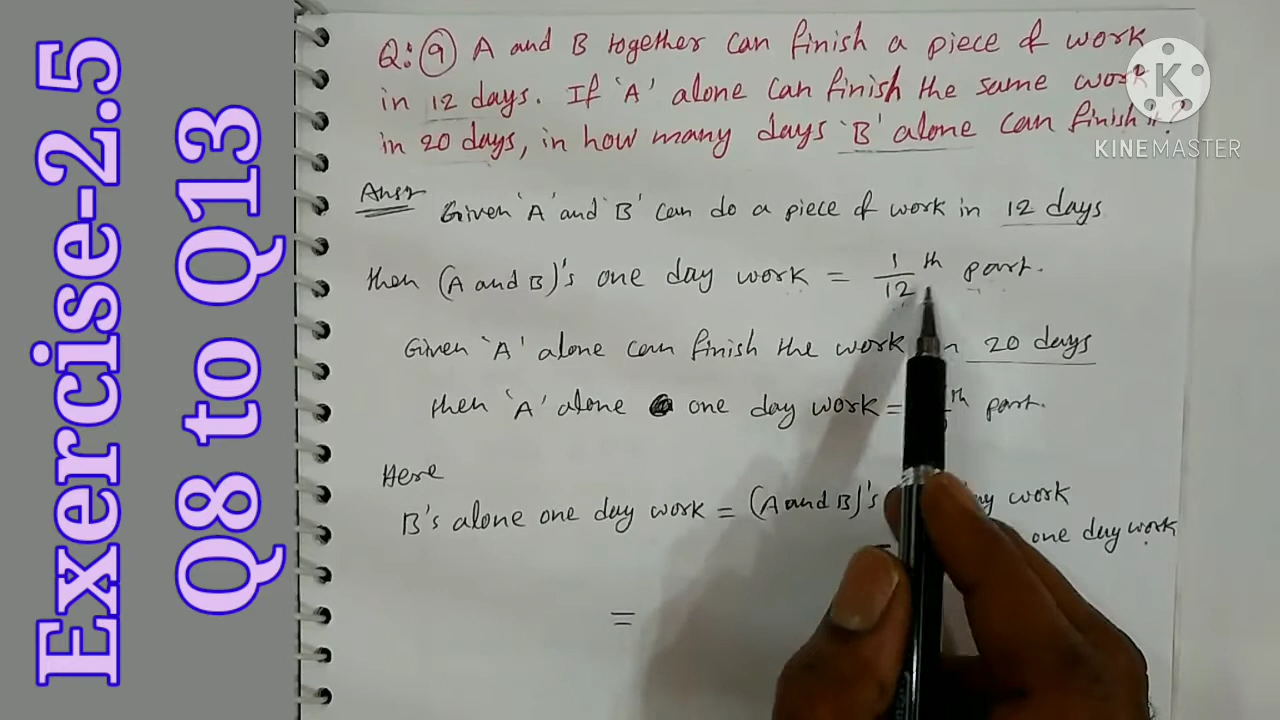 Exercise-2.5
Q8 to Q13
Q:9 A and B together can finish a piece of work
in 12 days. If 'A' alone can finish the same work
in 20 days, in how many days 'B' alone can finish it?
K
KINEMASTER
Ansr Given 'A' and 'B' can do a piece of work in 12 days
then (A and B)'s one day work = 1/12 th part.
Given 'A' alone can finish the work in 20 days
then 'A' alone one day work = th part.
Here
B's alone one day work = (A and B)'s work
one day work
=